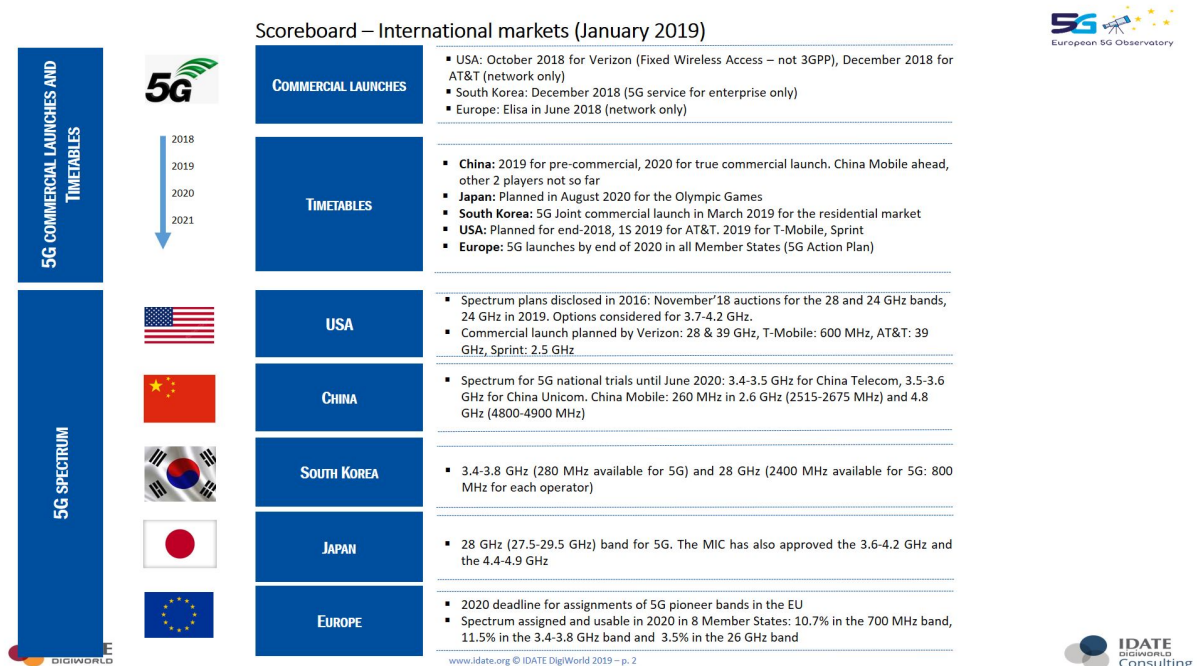 Scoreboard – International markets (January 2019)
5G
European 5G Observatory
5G COMMERCIAL LAUNCHES AND
TIMETABLES
5G
2018
2019
2020
2021
COMMERCIAL LAUNCHES
▪ USA: October 2018 for Verizon (Fixed Wireless Access – not 3GPP), December 2018 for
AT&T (network only)
▪ South Korea: December 2018 (5G service for enterprise only)
▪ Europe: Elisa in June 2018 (network only)
TIMETABLES
▪ China: 2019 for pre-commercial, 2020 for true commercial launch. China Mobile ahead,
other 2 players not so far
▪ Japan: Planned in August 2020 for the Olympic Games
▪ South Korea: 5G Joint commercial launch in March 2019 for the residential market
▪ USA: Planned for end-2018, 1S 2019 for AT&T. 2019 for T-Mobile, Sprint
▪ Europe: 5G launches by end of 2020 in all Member States (5G Action Plan)
5G SPECTRUM
USA
▪ Spectrum plans disclosed in 2016: November'18 auctions for the 28 and 24 GHz bands,
24 GHz in 2019. Options considered for 3.7-4.2 GHz.
▪ Commercial launch planned by Verizon: 28 & 39 GHz, T-Mobile: 600 MHz, AT&T: 39
GHz, Sprint: 2.5 GHz
CHINA
▪ Spectrum for 5G national trials until June 2020: 3.4-3.5 GHz for China Telecom, 3.5-3.6
GHz for China Unicom. China Mobile: 260 MHz in 2.6 GHz (2515-2675 MHz) and 4.8
GHz (4800-4900 MHz)
SOUTH KOREA
▪ 3.4-3.8 GHz (280 MHz available for 5G) and 28 GHz (2400 MHz available for 5G: 800
MHz for each operator)
JAPAN
▪ 28 GHz (27.5-29.5 GHz) band for 5G. The MIC has also approved the 3.6-4.2 GHz and
the 4.4-4.9 GHz
EUROPE
▪ 2020 deadline for assignments of 5G pioneer bands in the EU
▪ Spectrum assigned and usable in 2020 in 8 Member States: 10.7% in the 700 MHz band,
11.5% in the 3.4-3.8 GHz band and 3.5% in the 26 GHz band
E
DIGIWORLD
www.idate.org © IDATE DigiWorld 2019 – p. 2
IDATE
DIGIWORLD
Consulting